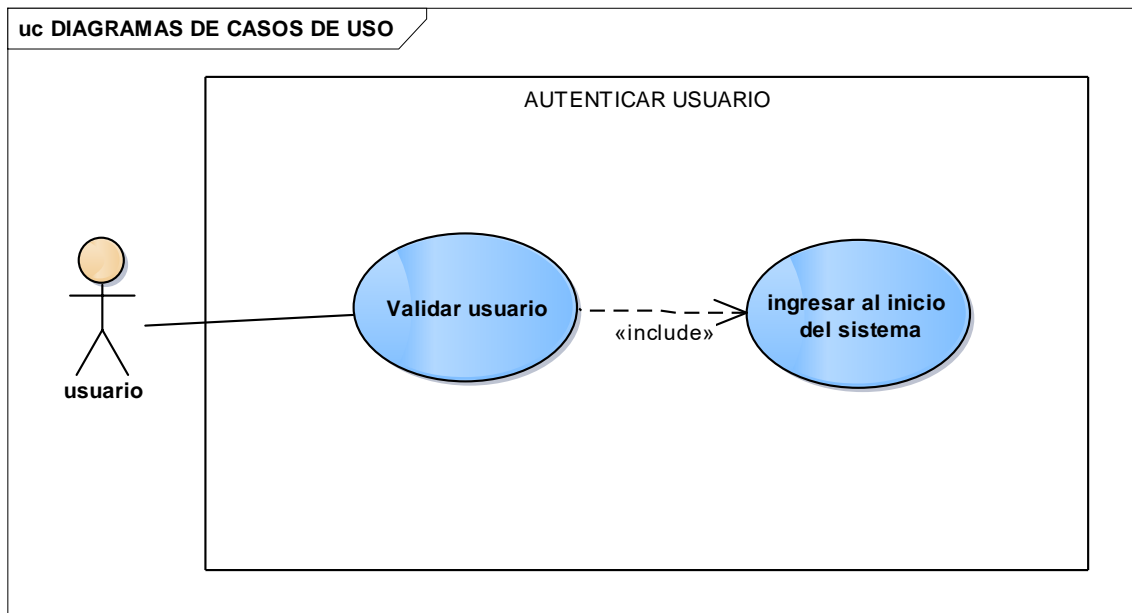 uc DIAGRAMAS DE CASOS DE USO
AUTENTICAR USUARIO
Validar usuario
ingresar al inicio
del sistema
«include»
usuario